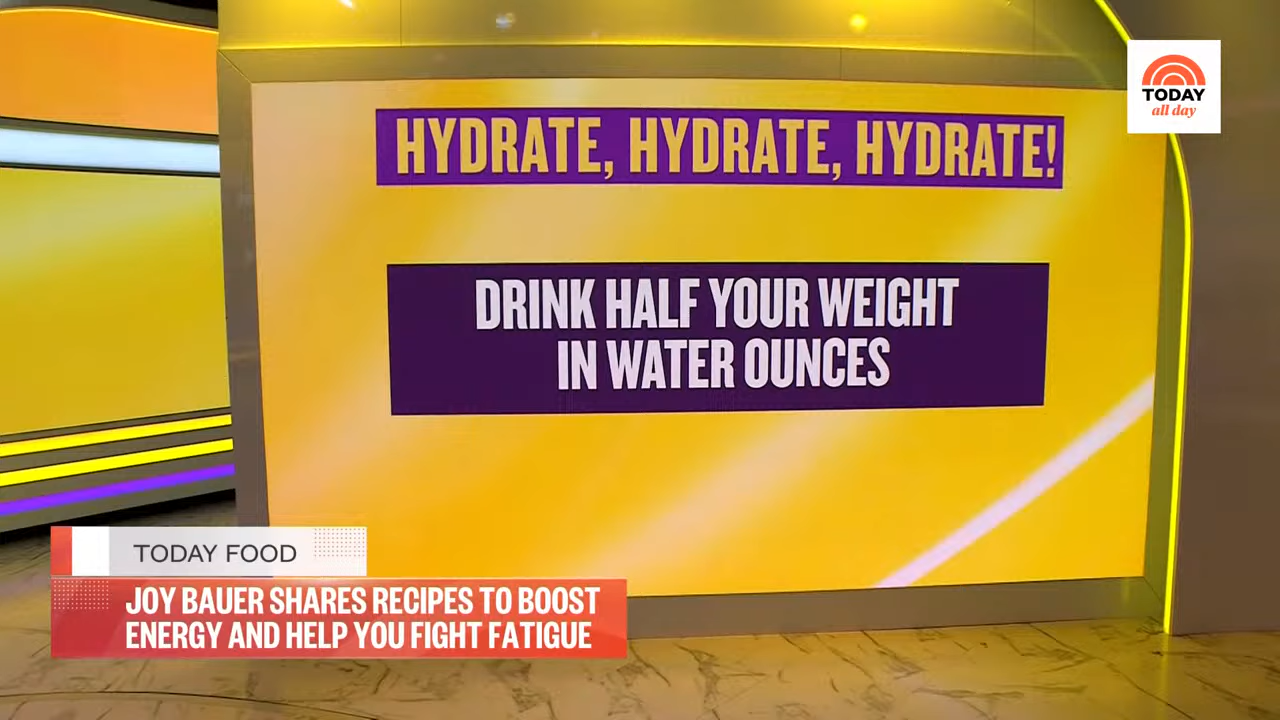 TODAY
all day
HYDRATE, HYDRATE, HYDRATE!
DRINK HALF YOUR WEIGHT
IN WATER OUNCES
TODAY FOOD
JOY BAUER SHARES RECIPES TO BOOST
ENERGY AND HELP YOU FIGHT FATIGUE